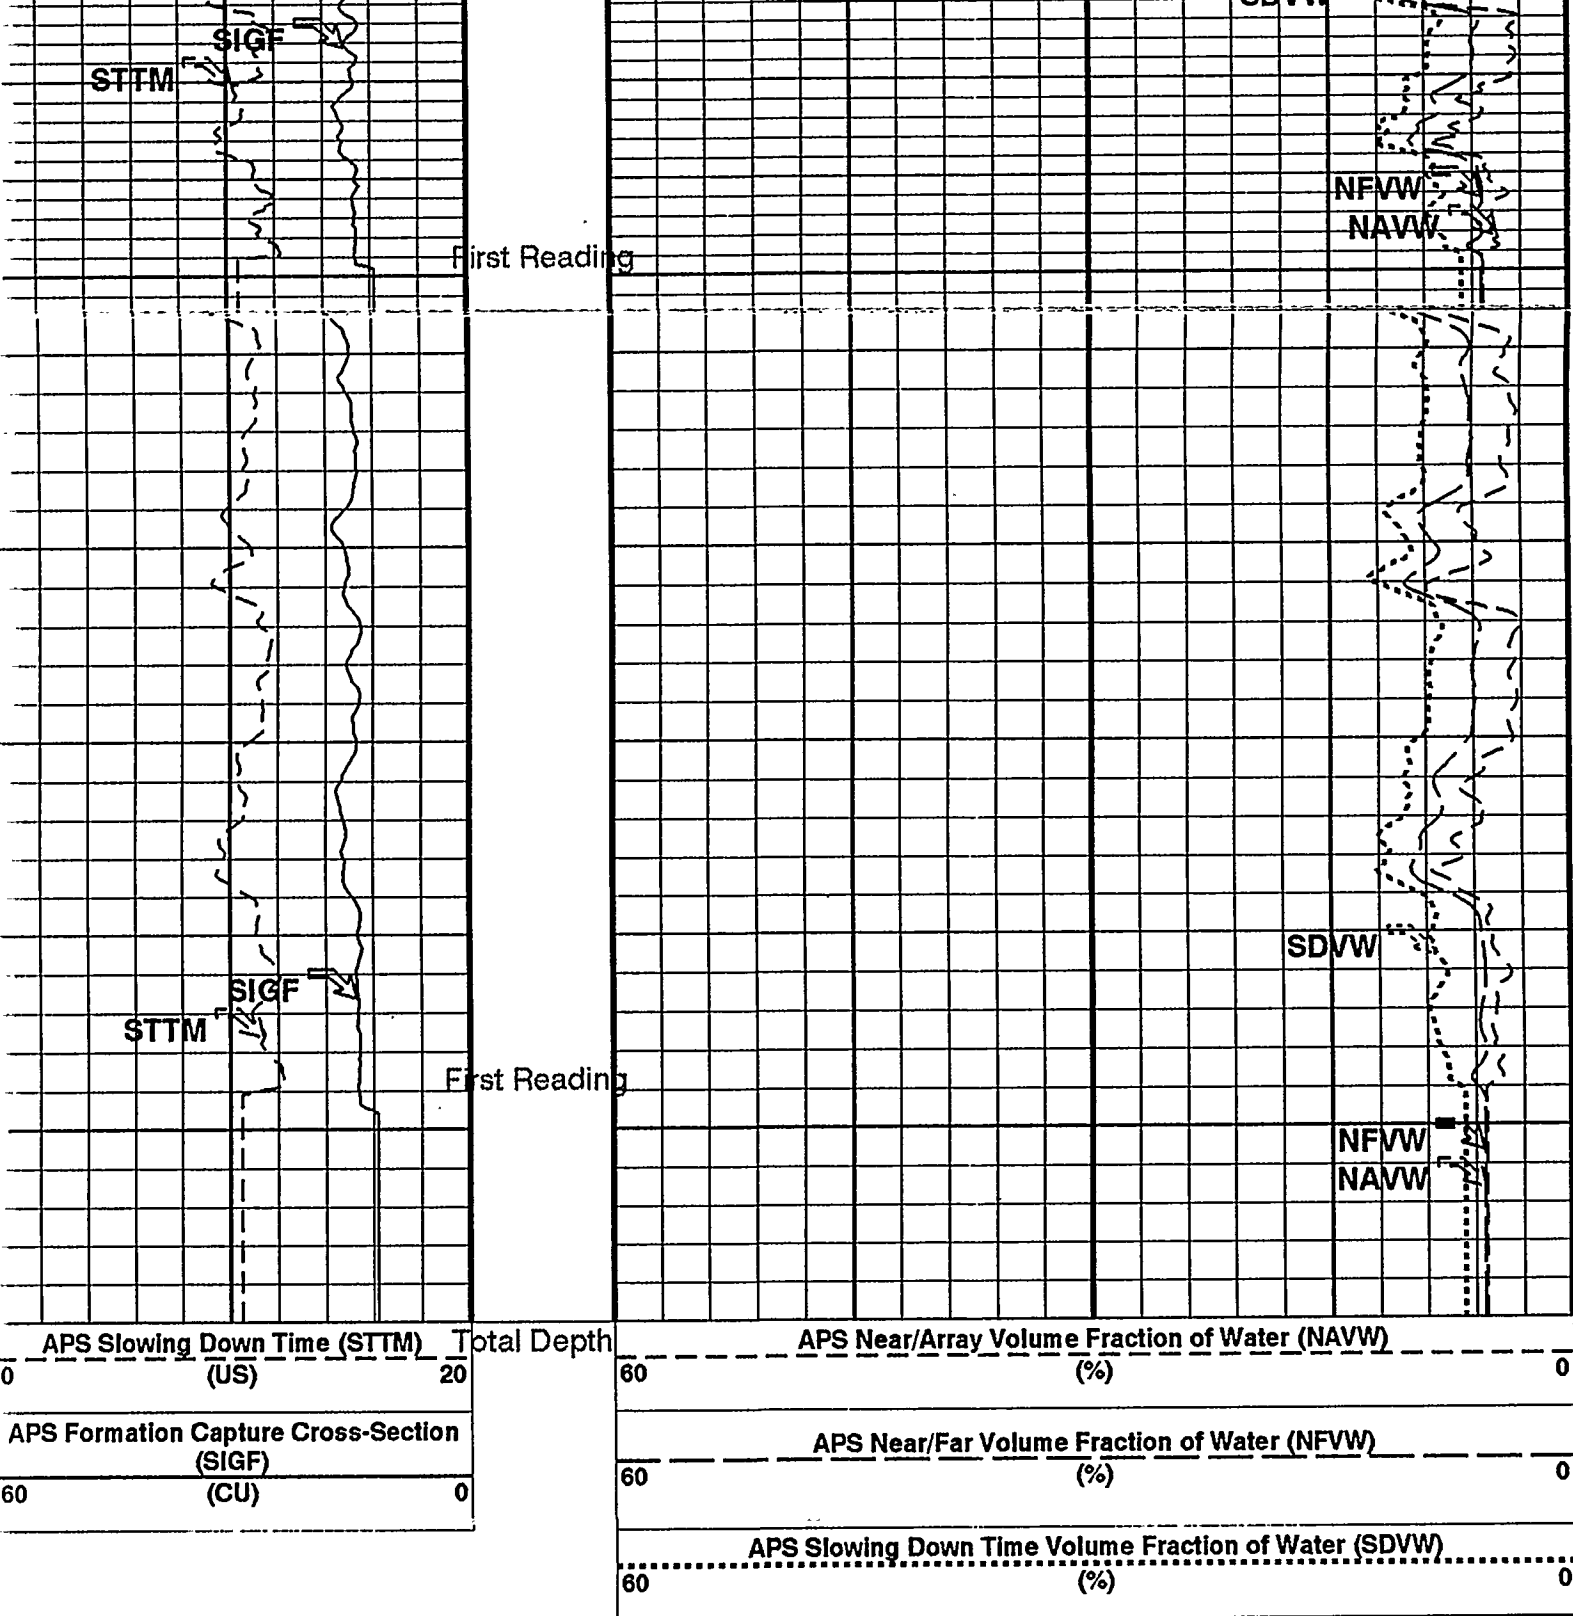 SDVW
SIGF
STTM
NFVW
NAVW
First Reading
SDVW
SIGF
STTM
First Reading
NFVW
NAVW
APS Slowing Down Time (STTM)
0 (US) 20
Total Depth
APS Near/Array Volume Fraction of Water (NAVW)
60 (%) 0
APS Formation Capture Cross-Section
(SIGF)
60 (CU) 0
APS Near/Far Volume Fraction of Water (NFVW)
60 (%) 0
APS Slowing Down Time Volume Fraction of Water (SDVW)
60 (%) 0